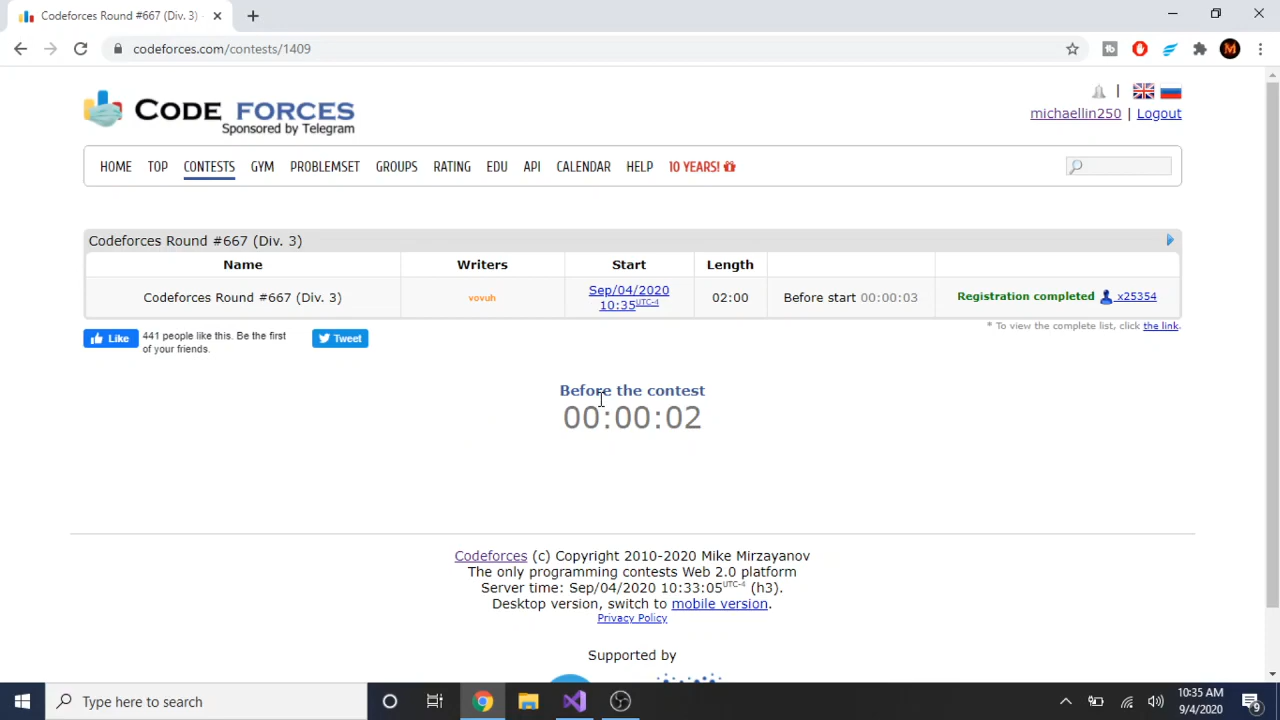 Codeforces Round #667 (Div. 3)
codeforces.com/contests/1409
M
CODE FORCES
Sponsored by Telegram
michaellin250 | Logout
HOME TOP CONTESTS GYM PROBLEMSET GROUPS RATING EDU API CALENDAR HELP 10 YEARS!
Codeforces Round #667 (Div. 3)
Name Writers Start Length
Codeforces Round #667 (Div. 3) vovuh Sep/04/2020 10:35 UTC-4 02:00 Before start 00:00:03 Registration completed x25354
* To view the complete list, click the link.
Like 441 people like this. Be the first of your friends. Tweet
Before the contest
00:00:02
Codeforces (c) Copyright 2010-2020 Mike Mirzayanov
The only programming contests Web 2.0 platform
Server time: Sep/04/2020 10:33:05 UTC-4 (h3).
Desktop version, switch to mobile version.
Privacy Policy
Supported by
Type here to search
10:35 AM
9/4/2020
9